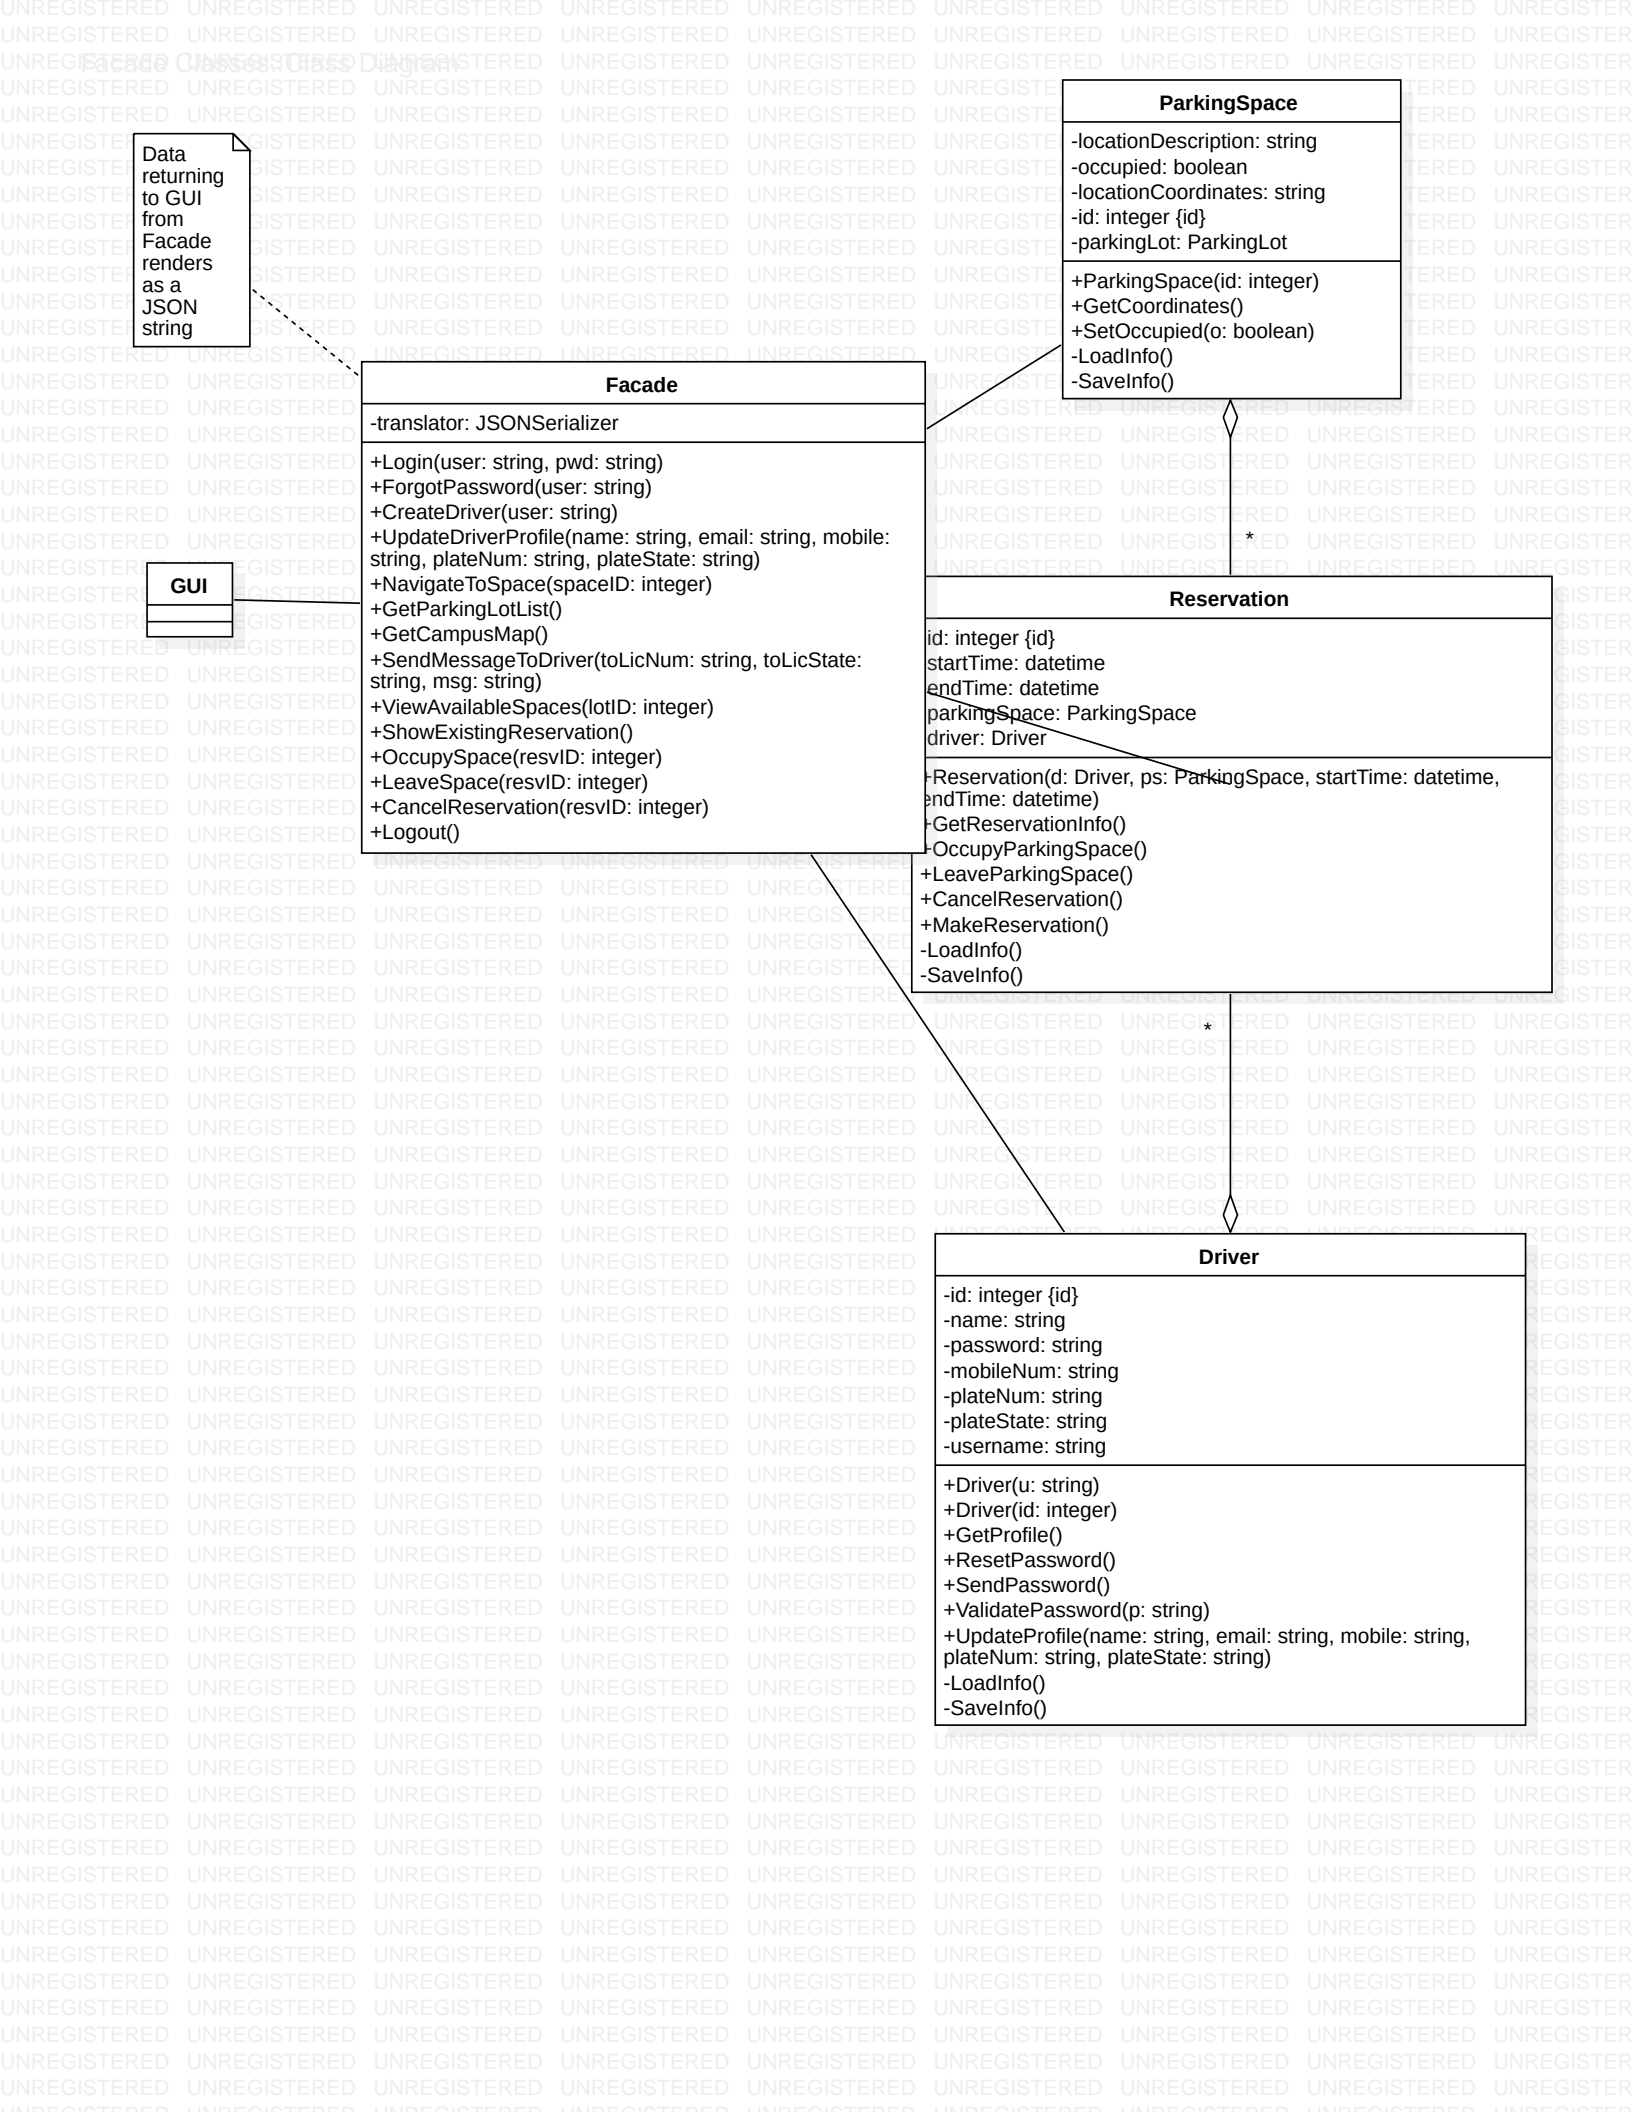 Facade Classes: Class Diagram
Data
returning
to GUI
from
Facade
renders
as a
JSON
string
GUI
Facade
-translator: JSONSerializer
+Login(user: string, pwd: string)
+ForgotPassword(user: string)
+CreateDriver(user: string)
+UpdateDriverProfile(name: string, email: string, mobile:
string, plateNum: string, plateState: string)
+NavigateToSpace(spaceID: integer)
+GetParkingLotList()
+GetCampusMap()
+SendMessageToDriver(toLicNum: string, toLicState:
string, msg: string)
+ViewAvailableSpaces(lotID: integer)
+ShowExistingReservation()
+OccupySpace(resvID: integer)
+LeaveSpace(resvID: integer)
+CancelReservation(resvID: integer)
+Logout()
ParkingSpace
-locationDescription: string
-occupied: boolean
-locationCoordinates: string
-id: integer {id}
-parkingLot: ParkingLot
+ParkingSpace(id: integer)
+GetCoordinates()
+SetOccupied(o: boolean)
-LoadInfo()
-SaveInfo()
*
Reservation
id: integer {id}
startTime: datetime
endTime: datetime
parkingSpace: ParkingSpace
driver: Driver
+Reservation(d: Driver, ps: ParkingSpace, startTime: datetime,
endTime: datetime)
+GetReservationInfo()
+OccupyParkingSpace()
+LeaveParkingSpace()
+CancelReservation()
+MakeReservation()
-LoadInfo()
-SaveInfo()
*
Driver
-id: integer {id}
-name: string
-password: string
-mobileNum: string
-plateNum: string
-plateState: string
-username: string
+Driver(u: string)
+Driver(id: integer)
+GetProfile()
+ResetPassword()
+SendPassword()
+ValidatePassword(p: string)
+UpdateProfile(name: string, email: string, mobile: string,
plateNum: string, plateState: string)
-LoadInfo()
-SaveInfo()
UNREGISTERED